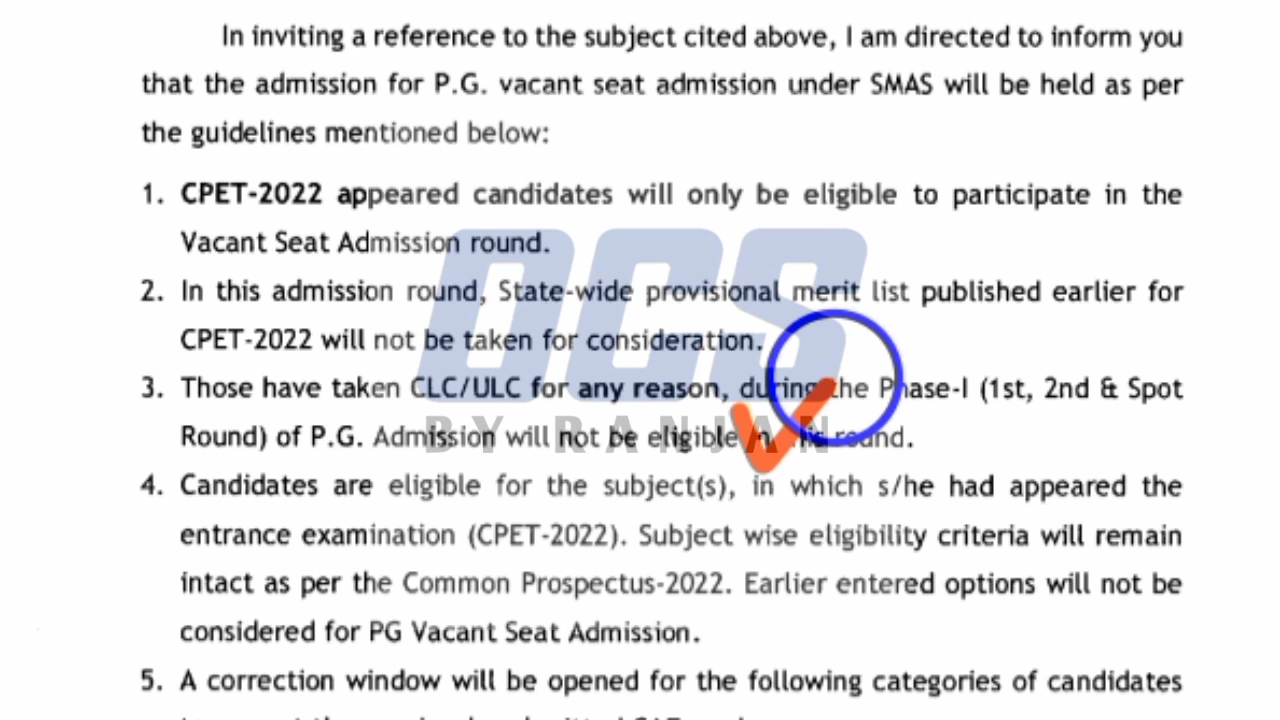 In inviting a reference to the subject cited above, I am directed to inform you
that the admission for P.G. vacant seat admission under SMAS will be held as per
the guidelines mentioned below:
1. CPET-2022 appeared candidates will only be eligible to participate in the
Vacant Seat Admission round.
2. In this admission round, State-wide provisional merit list published earlier for
CPET-2022 will not be taken for consideration.
3. Those have taken CLC/ULC for any reason, during the Phase-I (1st, 2nd & Spot
Round) of P.G. Admission will not be eligible round.
4. Candidates are eligible for the subject(s), in which s/he had appeared the
entrance examination (CPET-2022). Subject wise eligibility criteria will remain
intact as per the Common Prospectus-2022. Earlier entered options will not be
considered for PG Vacant Seat Admission.
5. A correction window will be opened for the following categories of candidates
OCS
BY RANJAN